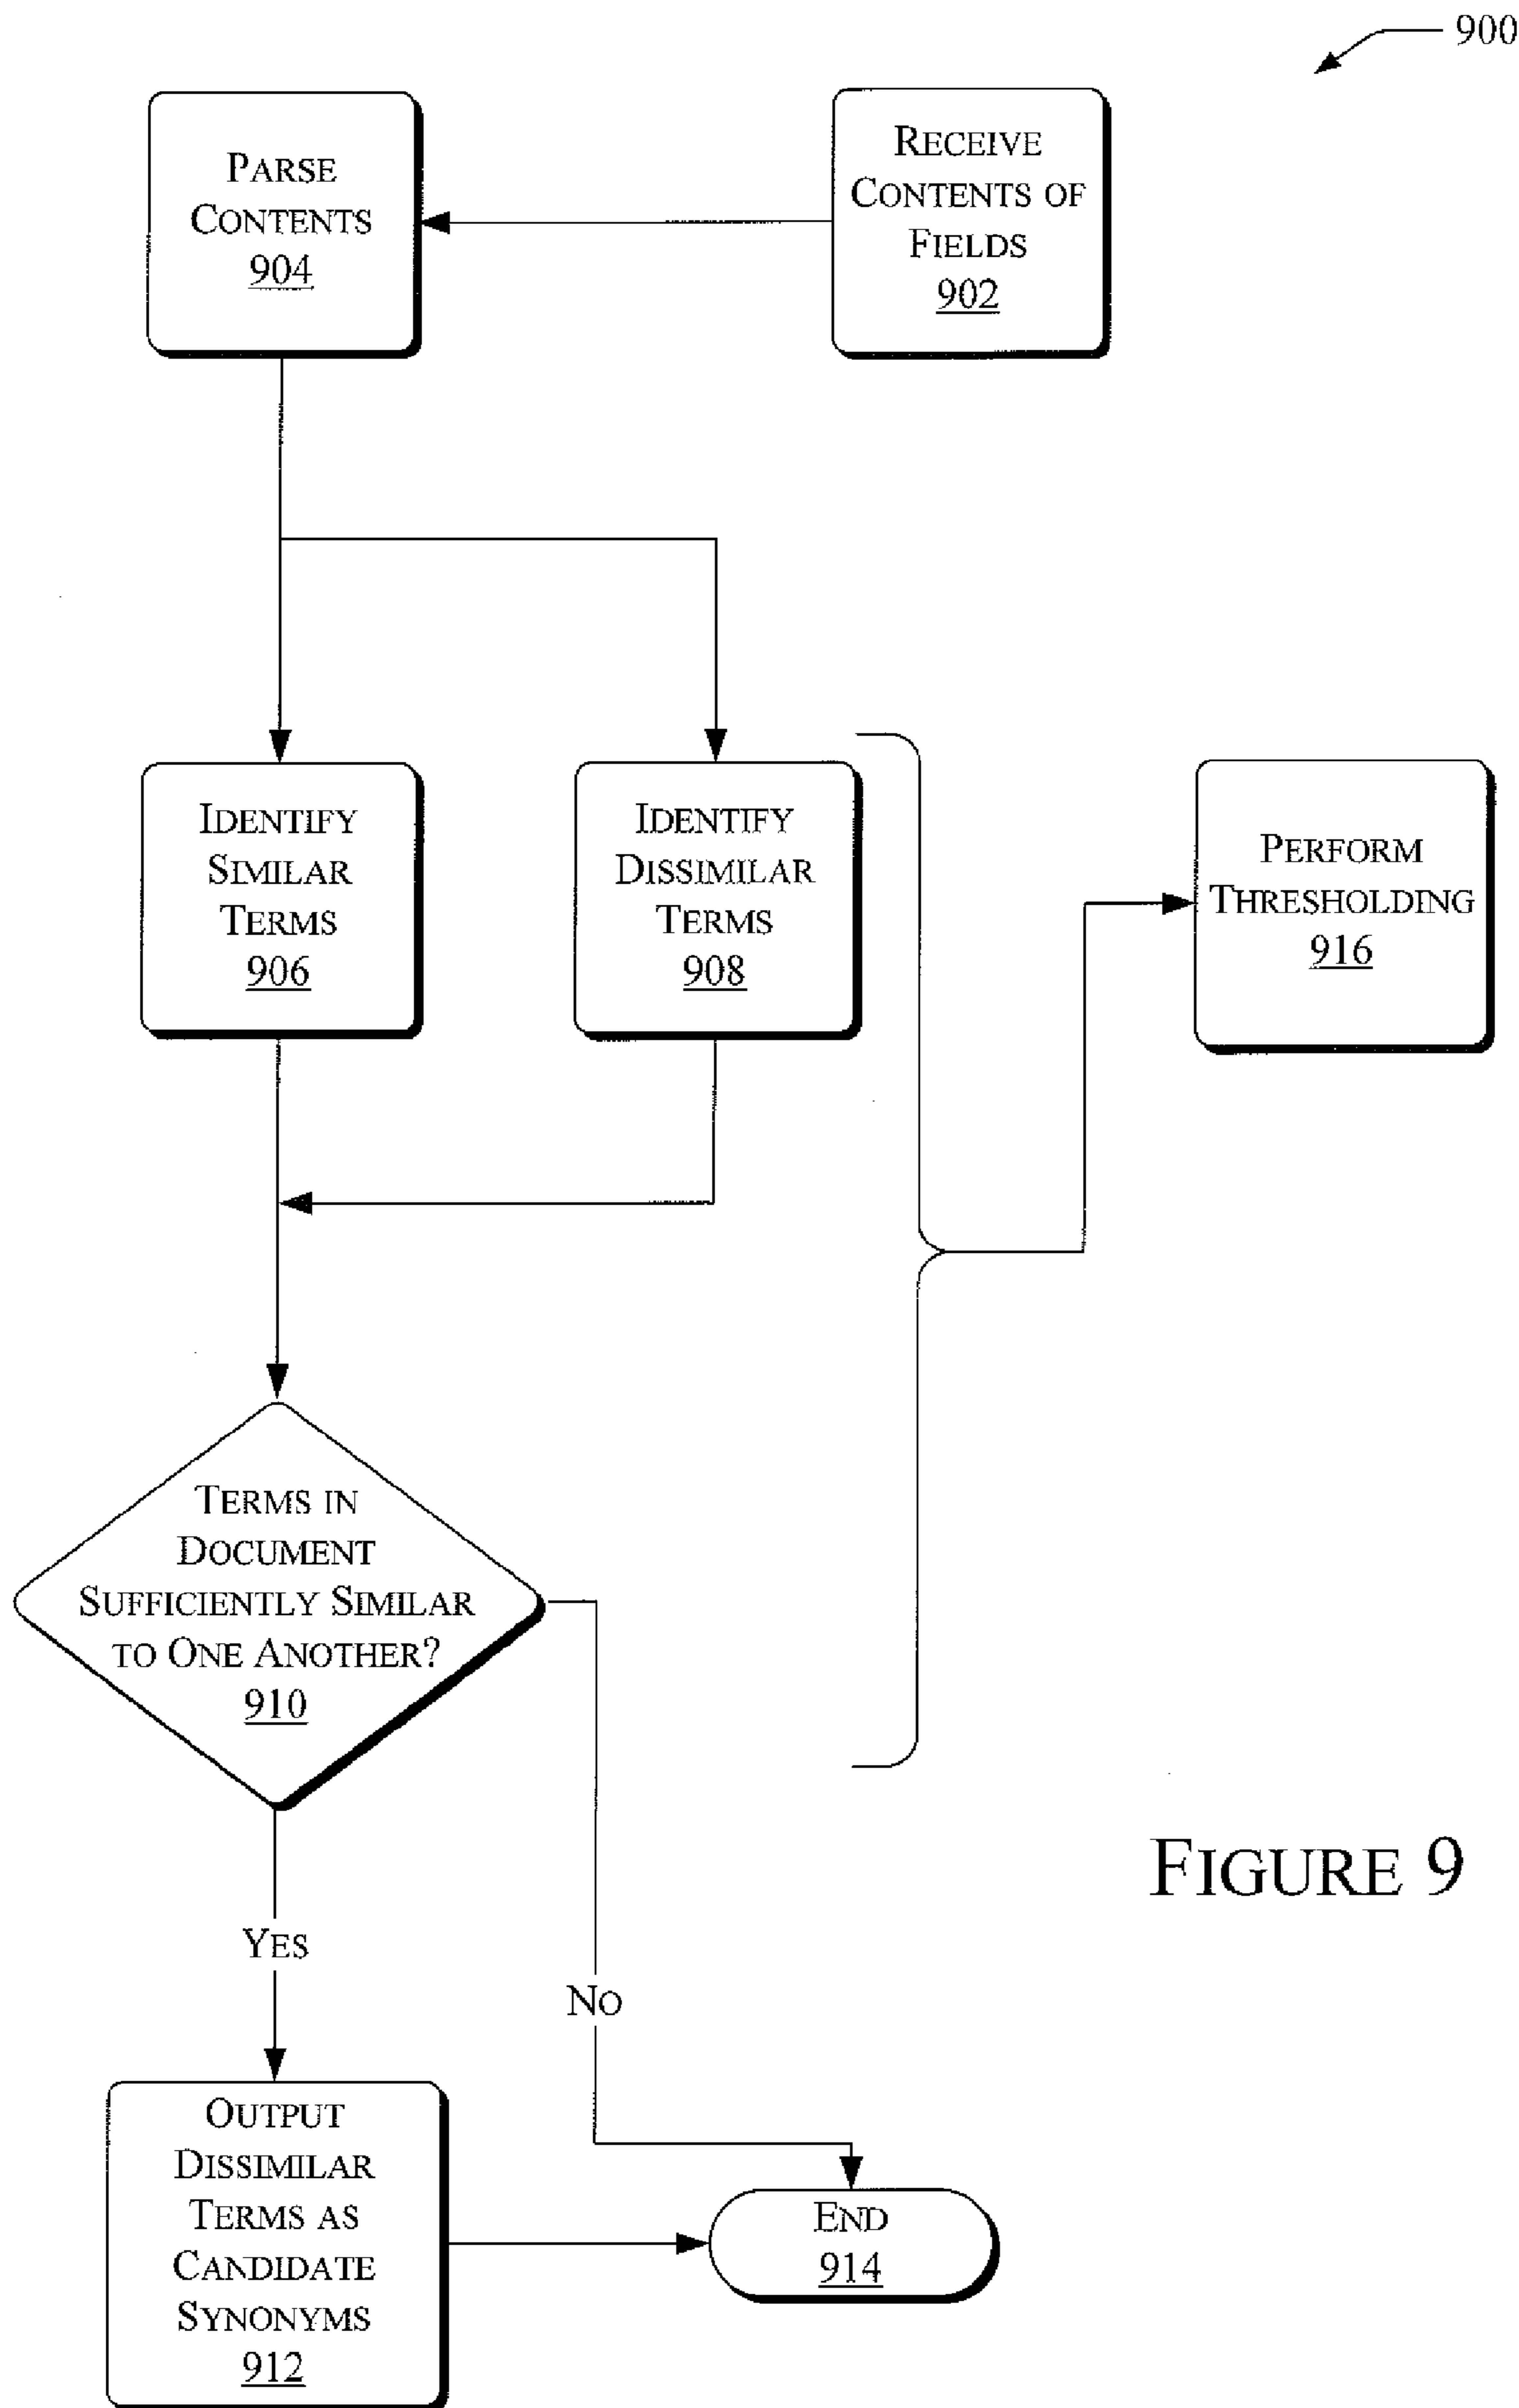 900
PARSE
CONTENTS
904
RECEIVE
CONTENTS OF
FIELDS
902
IDENTIFY
SIMILAR
TERMS
906
IDENTIFY
DISSIMILAR
TERMS
908
PERFORM
THRESHOLDING
916
TERMS IN
DOCUMENT
SUFFICIENTLY SIMILAR
TO ONE ANOTHER?
910
FIGURE 9
YES
NO
OUTPUT
DISSIMILAR
TERMS AS
CANDIDATE
SYNONYMS
912
END
914